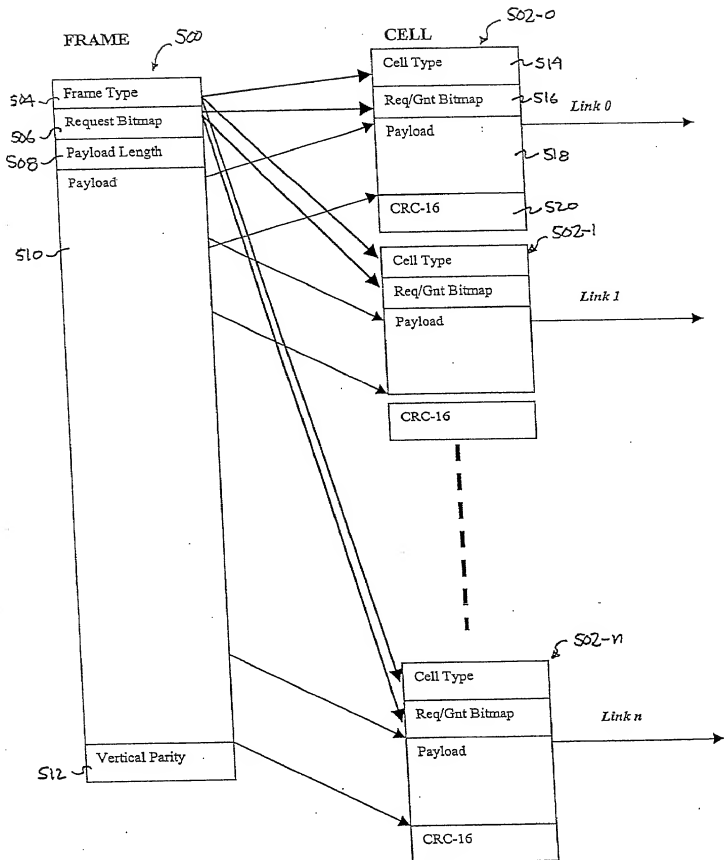 FRAME
500
504
Frame Type
506
Request Bitmap
508
Payload Length
Payload
510
512
Vertical Parity
CELL
502-0
Cell Type
514
Req/Gnt Bitmap
516
Link 0
Payload
518
CRC-16
520
502-1
Cell Type
Req/Gnt Bitmap
Link 1
Payload
CRC-16
502-n
Cell Type
Req/Gnt Bitmap
Link n
Payload
CRC-16